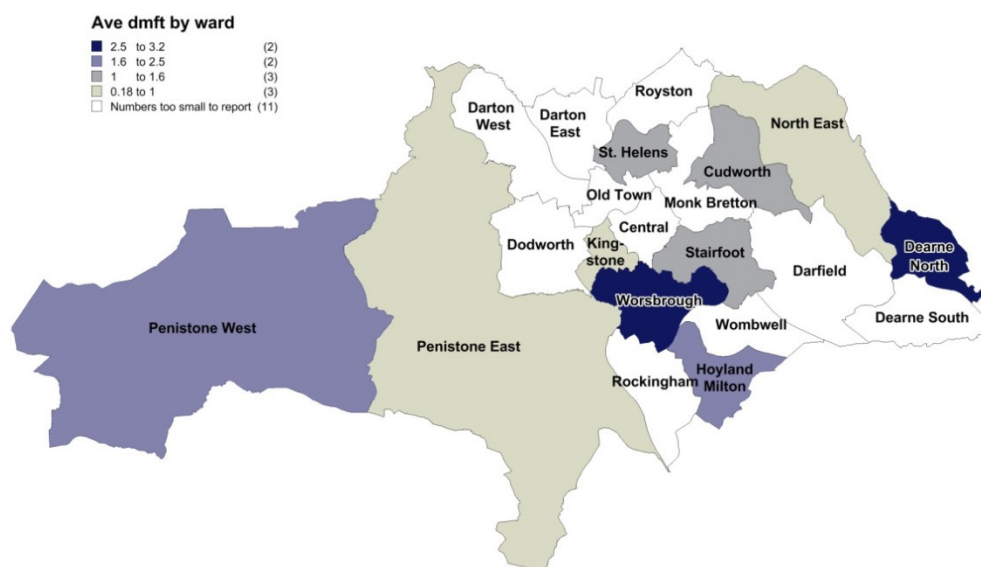 Ave dmft by ward
2.5 to 3.2 (2)
1.6 to 2.5 (2)
1 to 1.6 (3)
0.18 to 1 (3)
Numbers too small to report (11)
Royston
Darton
West
Darton
East
North East
St. Helens
Cudworth
Old Town
Monk Bretton
Central
Dodworth
King-
stone
Stairfoot
Darfield
Dearne
North
Worsbrough
Penistone West
Wombwell
Dearne South
Penistone East
Rockingham
Hoyland
Milton